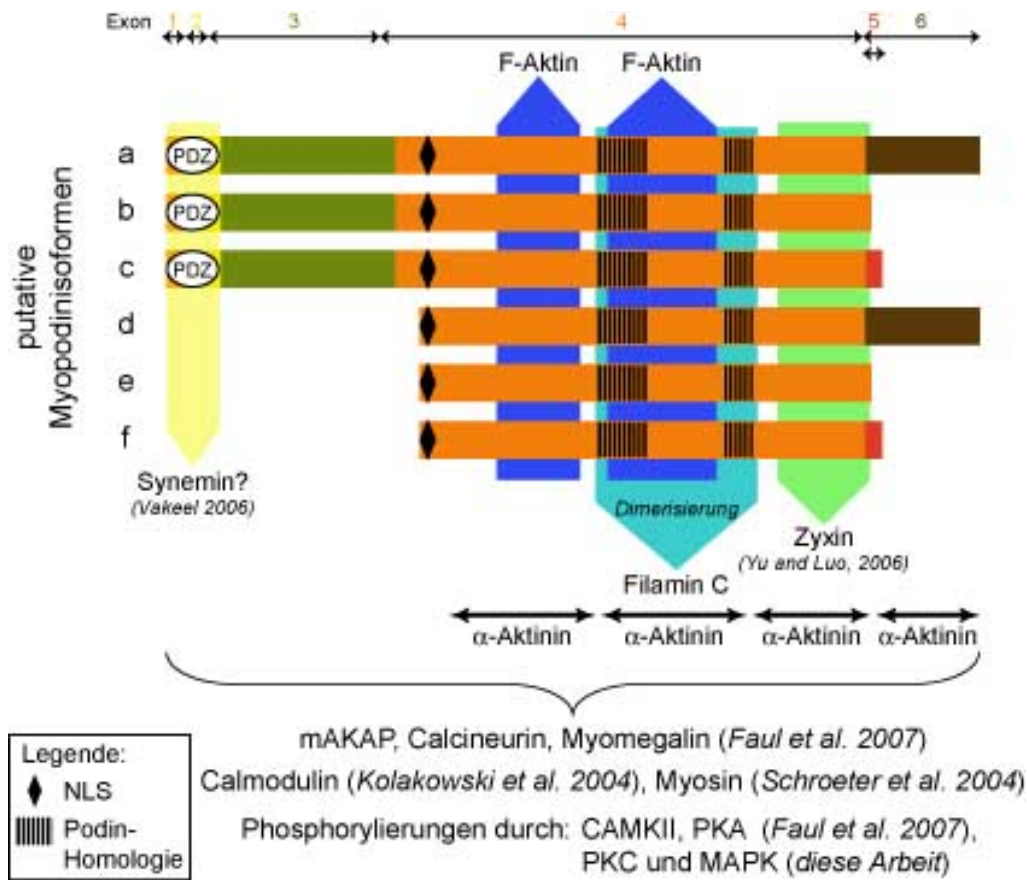 Exon 1 2 3 4 5 6
F-Aktin F-Aktin
putative
Myopodinisoformen
a PDZ
b PDZ
c PDZ
d
e
f
Synemin?
(Vakeel 2006)
Dimerisierung
Filamin C
Zyxin
(Yu and Luo, 2006)
α-Aktinin α-Aktinin α-Aktinin α-Aktinin
mAKAP, Calcineurin, Myomegalin (Faul et al. 2007)
Calmodulin (Kolakowski et al. 2004), Myosin (Schroeter et al. 2004)
Phosphorylierungen durch: CAMKII, PKA (Faul et al. 2007),
PKC und MAPK (diese Arbeit)
Legende:
NLS
Podin-
Homologie